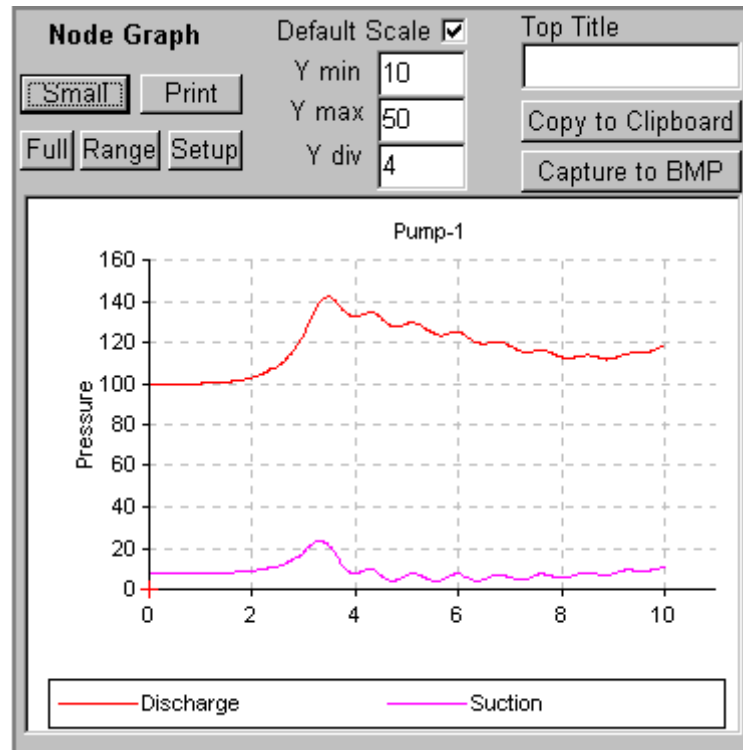 Node Graph
Default Scale
Top Title
Small
Print
Y min 10
Y max 50
Copy to Clipboard
Full
Range
Setup
Y div 4
Capture to BMP
Pump-1
160
140
120
100
80
60
40
20
0
Pressure
0 2 4 6 8 10
Discharge
Suction